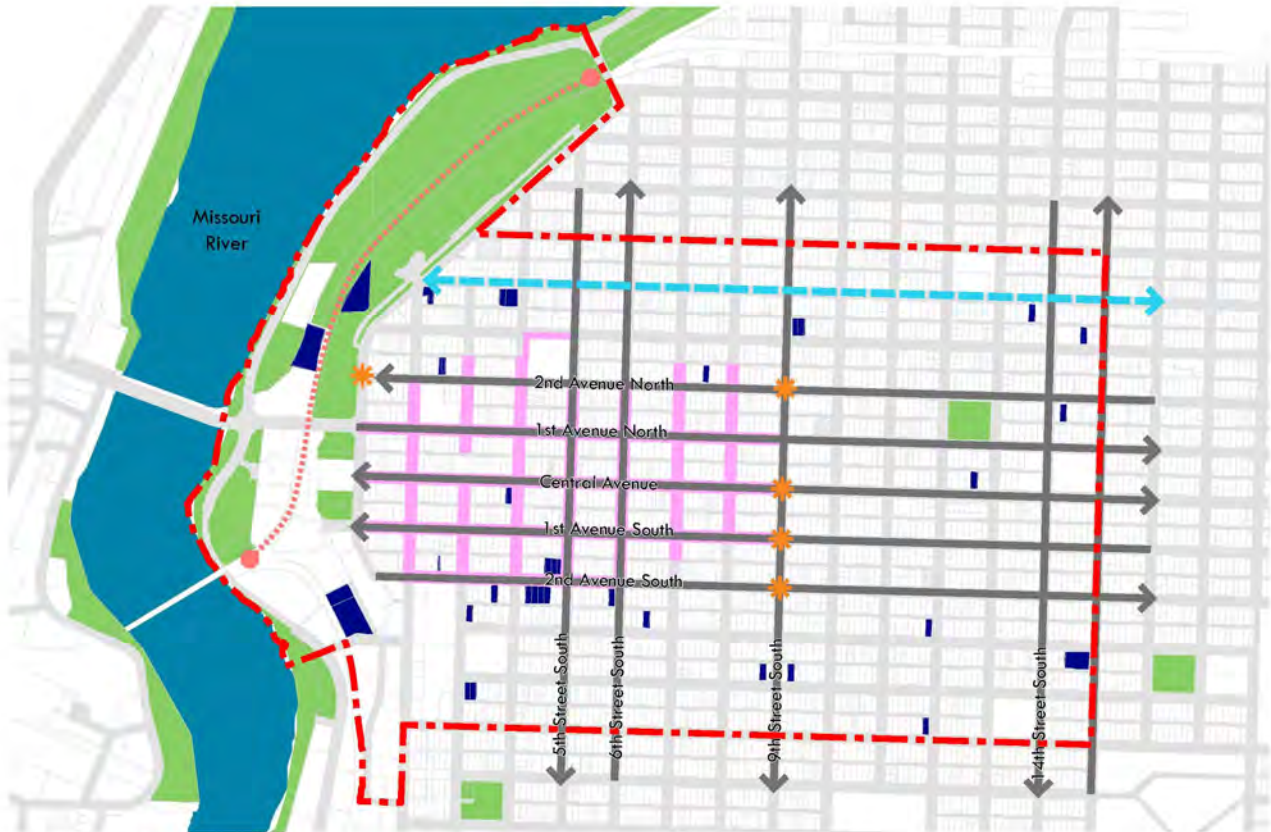 Missouri
River
2nd Avenue North
1st Avenue North
Central Avenue
1st Avenue South
2nd Avenue South
5th Street South
6th Street South
9th Street South
14th Street South